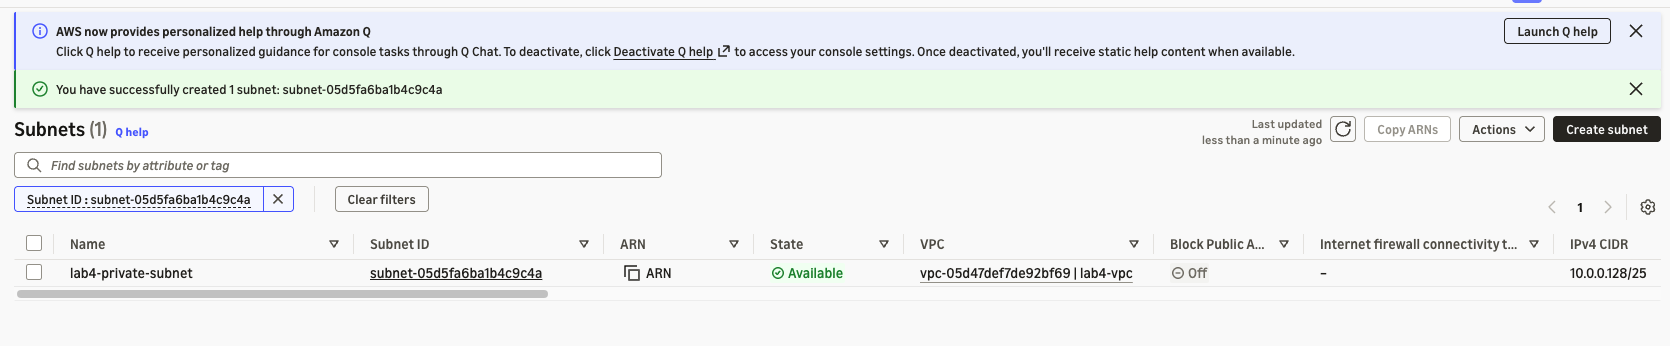 AWS now provides personalized help through Amazon Q
Launch Q help
Click Q help to receive personalized guidance for console tasks through Q Chat. To deactivate, click Deactivate Q help to access your console settings. Once deactivated, you'll receive static help content when available.
You have successfully created 1 subnet: subnet-05d5fa6ba1b4c9c4a
Subnets (1) Q help
Last updated
less than a minute ago
Copy ARNs Actions Create subnet
Find subnets by attribute or tag
Subnet ID : subnet-05d5fa6ba1b4c9c4a Clear filters
1
Name Subnet ID ARN State VPC Block Public A... Internet firewall connectivity t... IPv4 CIDR
lab4-private-subnet subnet-05d5fa6ba1b4c9c4a ARN Available vpc-05d47def7de92bf69 | lab4-vpc Off – 10.0.0.128/25